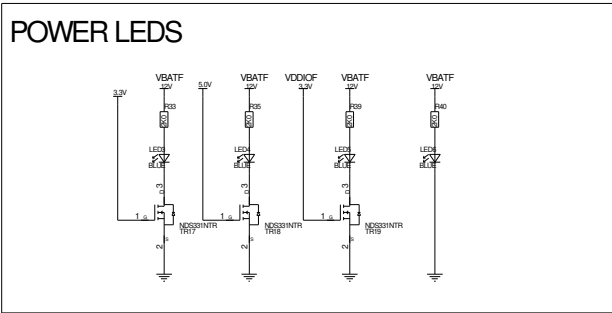 POWER LEDS
VBATF VBATF VDDIOF VBATF VBATF
3.3V 12V 5.0V 12V 3.3V 12V 12V
R33 R35 R39 R40
2K0 2K0 2K0 2K0
LED3 LED4 LED5 LED6
BLUE BLUE BLUE BLUE
D 3 D 3 D 3
1 G 1 G 1 G
NDS331NTR NDS331NTR NDS331NTR
TR17 TR18 TR19
2 S 2 S 2 S